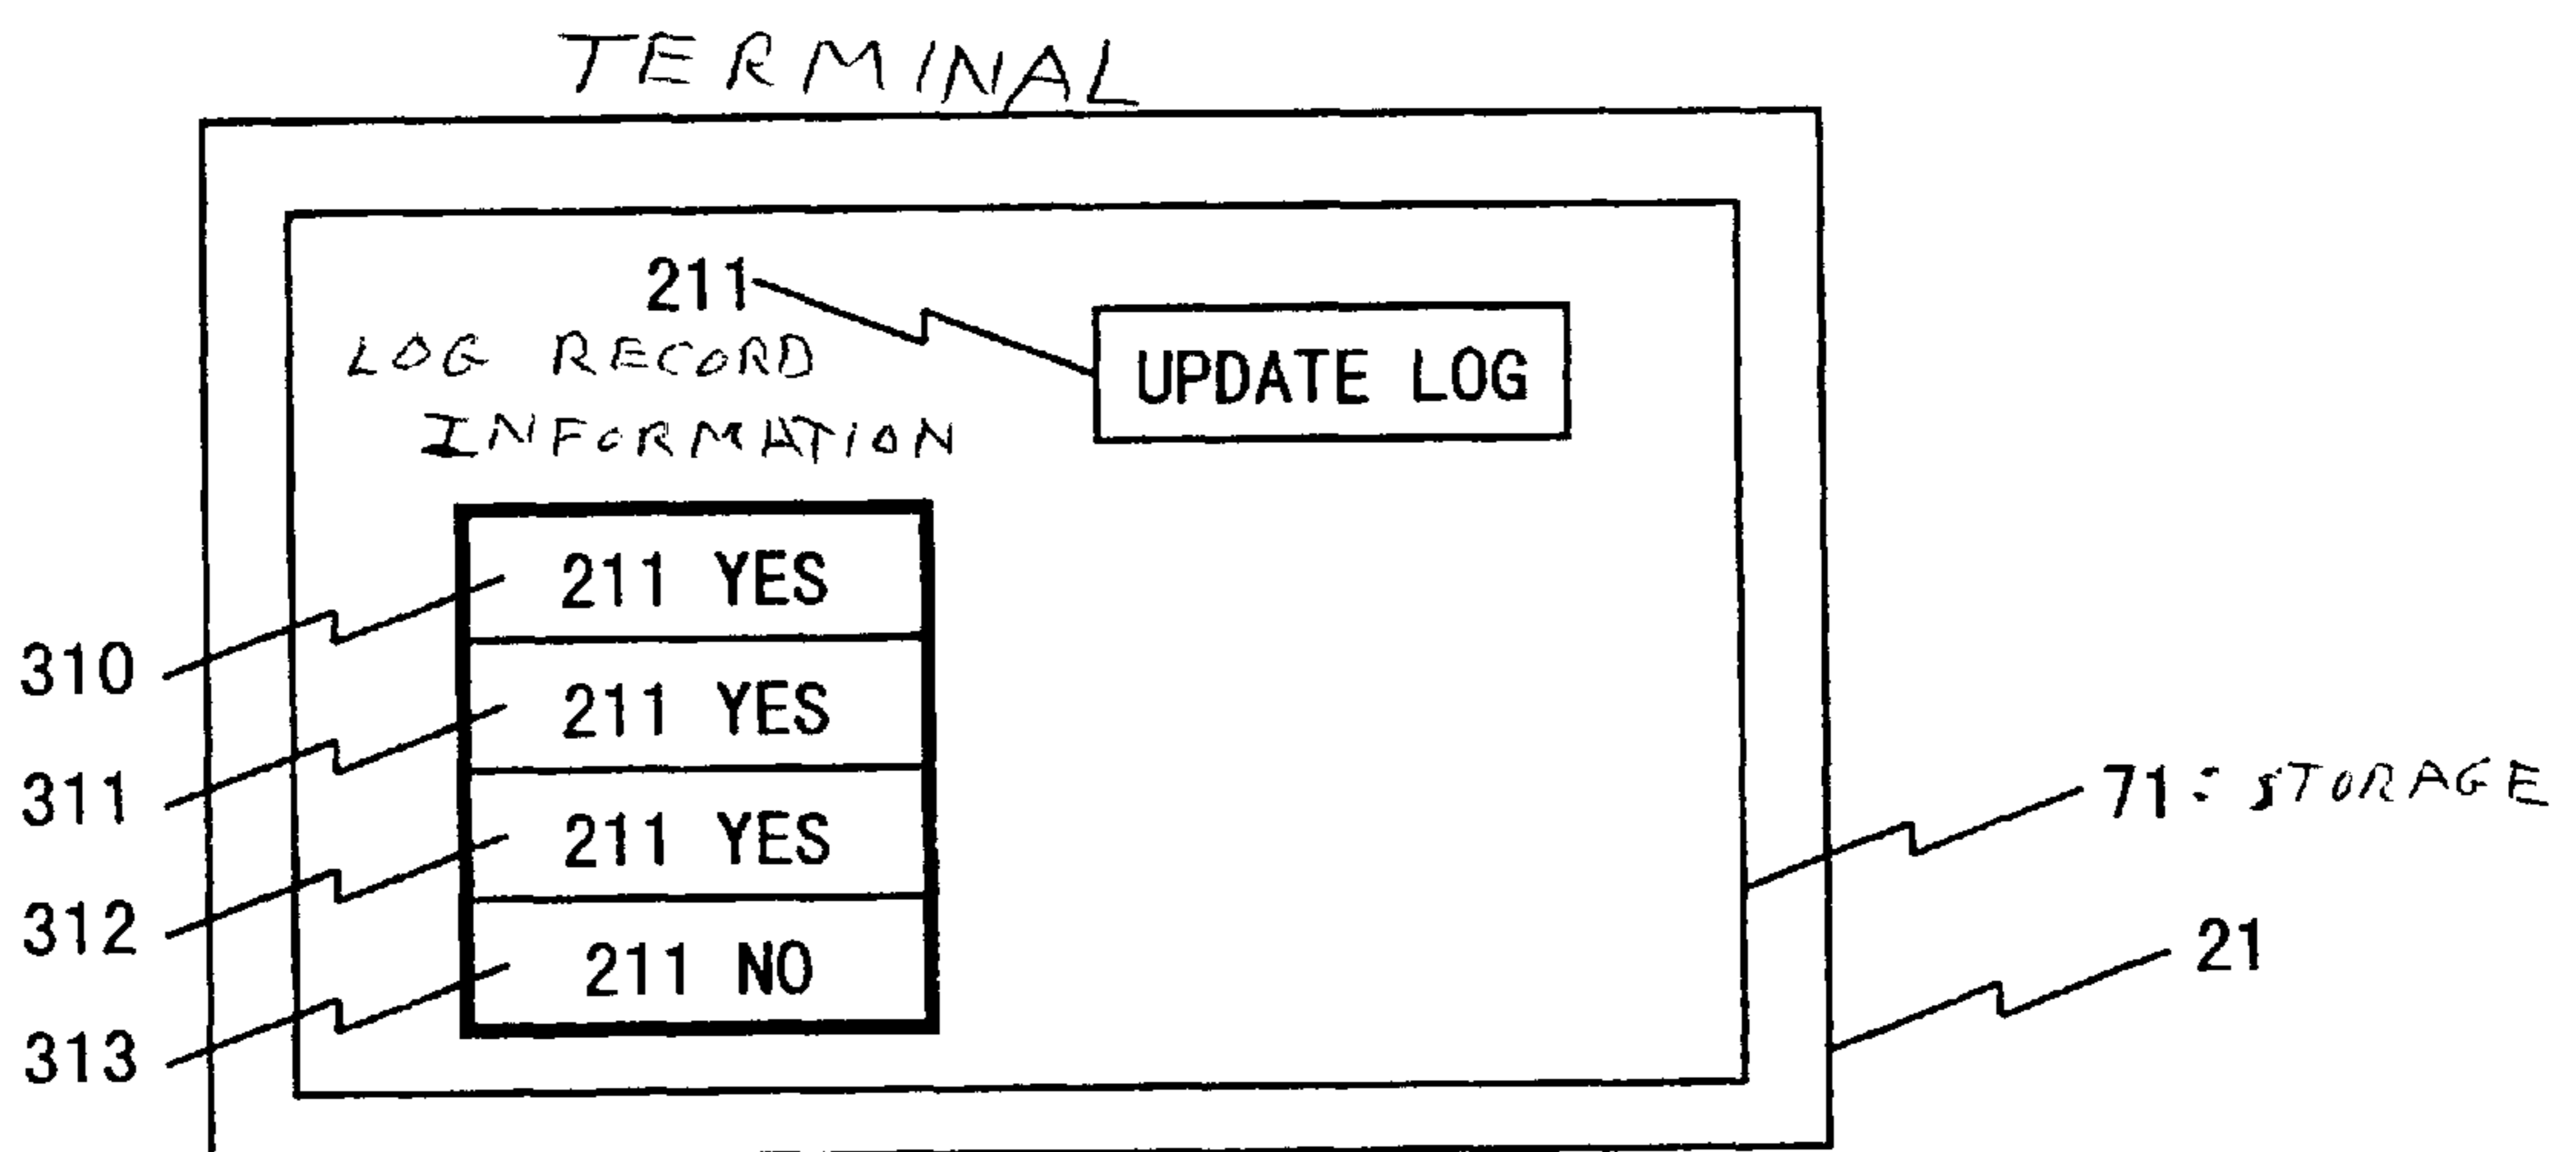 TERMINAL
211
LOG RECORD
INFORMATION
UPDATE LOG
211 YES
310
211 YES
311
211 YES
312
211 NO
313
71: STORAGE
21